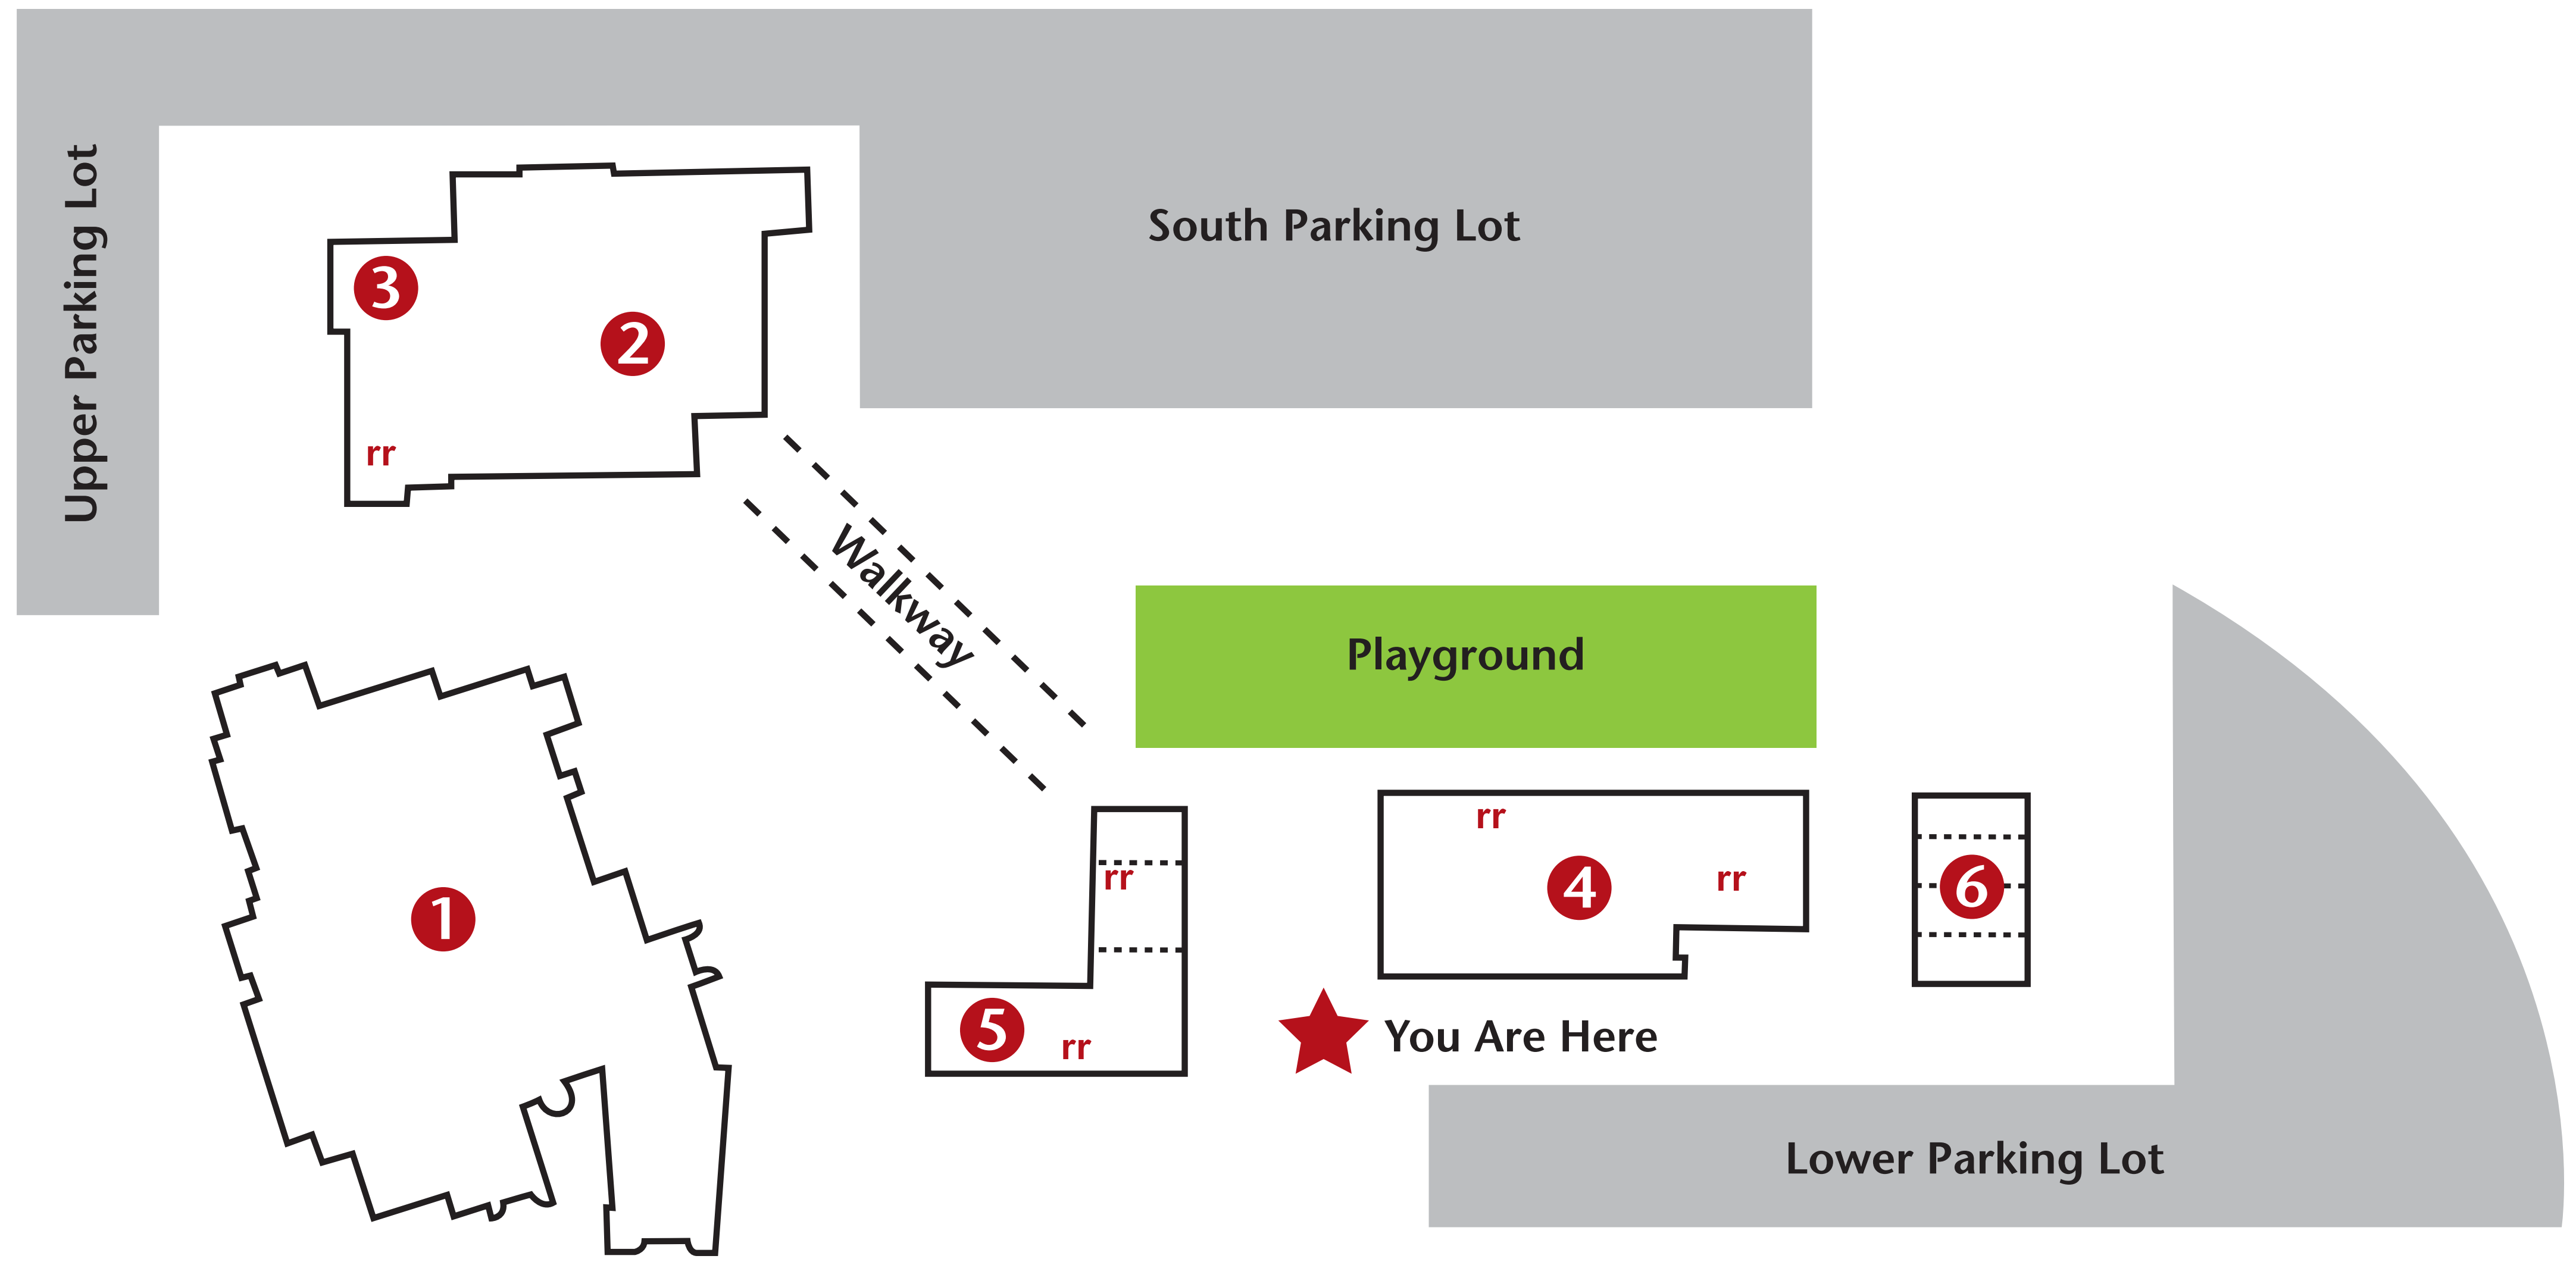 South Parking Lot
Upper Parking Lot
3
2
rr
Walkway
Playground
rr
4
rr
6
rr
1
5
rr
You Are Here
Lower Parking Lot